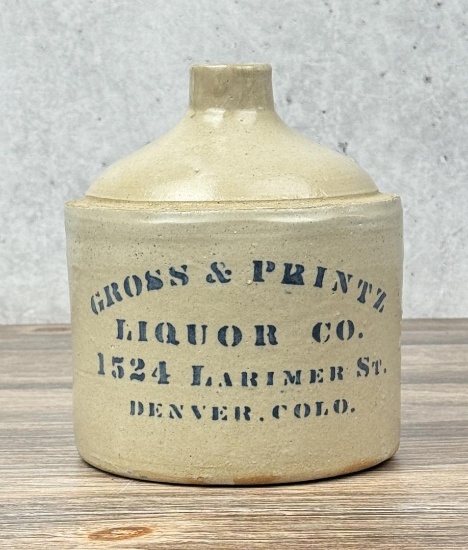 GROSS & PRINTZ
LIQUOR CO.
1524 LARIMER ST.
DENVER, COLO.